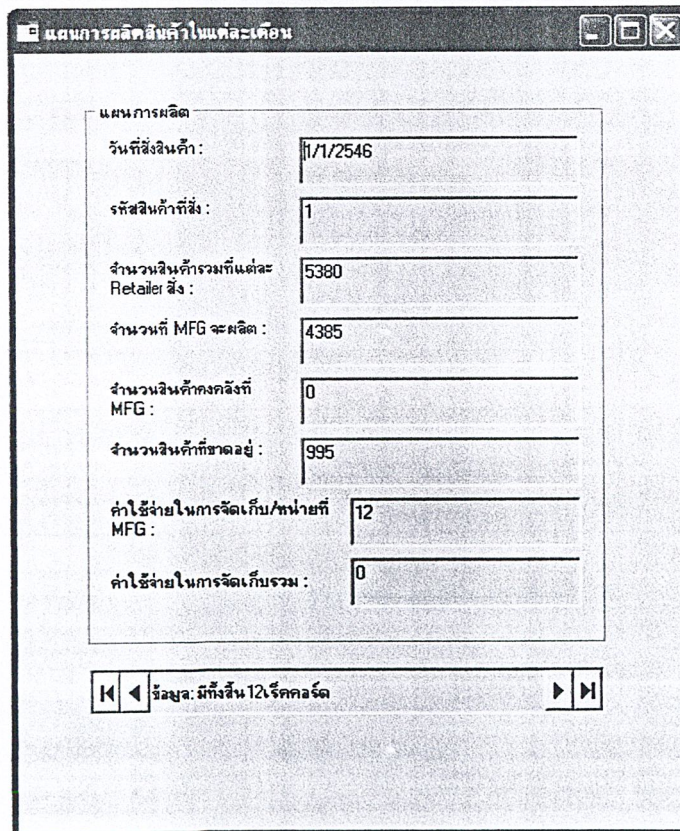 แผนการผลิตสินค้าในแต่ละเดือน
แผนการผลิต
วันที่สั่งสินค้า : 1/1/2546
รหัสสินค้าที่สั่ง : 1
จำนวนสินค้ารวมที่แต่ละ
Retailer สั่ง : 5380
จำนวนที่ MFG จะผลิต : 4385
จำนวนสินค้าคงคลังที่
MFG : 0
จำนวนสินค้าที่ขาดอยู่ : 995
ค่าใช้จ่ายในการจัดเก็บ/หน่วยที่
MFG : 12
ค่าใช้จ่ายในการจัดเก็บรวม : 0
ข้อมูล: มีทั้งสิ้น 12เร็คคอร์ด